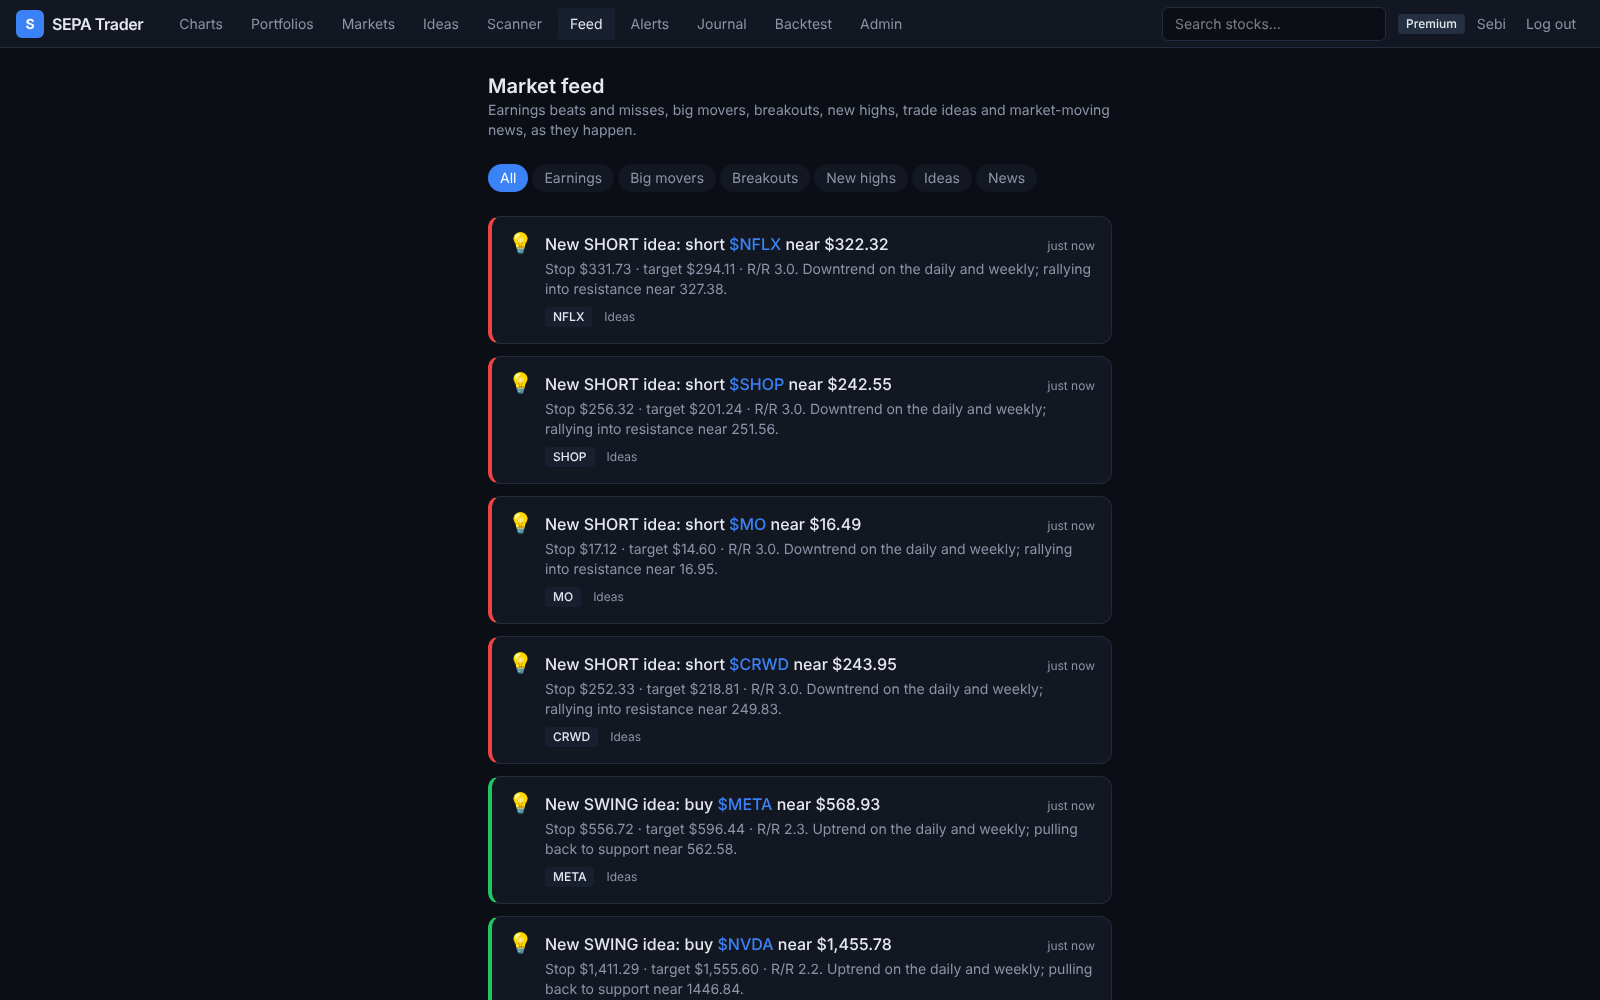 S SEPA Trader Charts Portfolios Markets Ideas Scanner Feed Alerts Journal Backtest Admin Search stocks... Premium Sebi Log out
Market feed
Earnings beats and misses, big movers, breakouts, new highs, trade ideas and market-moving
news, as they happen.
All Earnings Big movers Breakouts New highs Ideas News
New SHORT idea: short $NFLX near $322.32 just now
Stop $331.73 · target $294.11 · R/R 3.0. Downtrend on the daily and weekly; rallying
into resistance near 327.38.
NFLX Ideas
New SHORT idea: short $SHOP near $242.55 just now
Stop $256.32 · target $201.24 · R/R 3.0. Downtrend on the daily and weekly;
rallying into resistance near 251.56.
SHOP Ideas
New SHORT idea: short $MO near $16.49 just now
Stop $17.12 · target $14.60 · R/R 3.0. Downtrend on the daily and weekly; rallying
into resistance near 16.95.
MO Ideas
New SHORT idea: short $CRWD near $243.95 just now
Stop $252.33 · target $218.81 · R/R 3.0. Downtrend on the daily and weekly;
rallying into resistance near 249.83.
CRWD Ideas
New SWING idea: buy $META near $568.93 just now
Stop $556.72 · target $596.44 · R/R 2.3. Uptrend on the daily and weekly; pulling
back to support near 562.58.
META Ideas
New SWING idea: buy $NVDA near $1,455.78 just now
Stop $1,411.29 · target $1,555.60 · R/R 2.2. Uptrend on the daily and weekly; pulling
back to support near 1446.84.